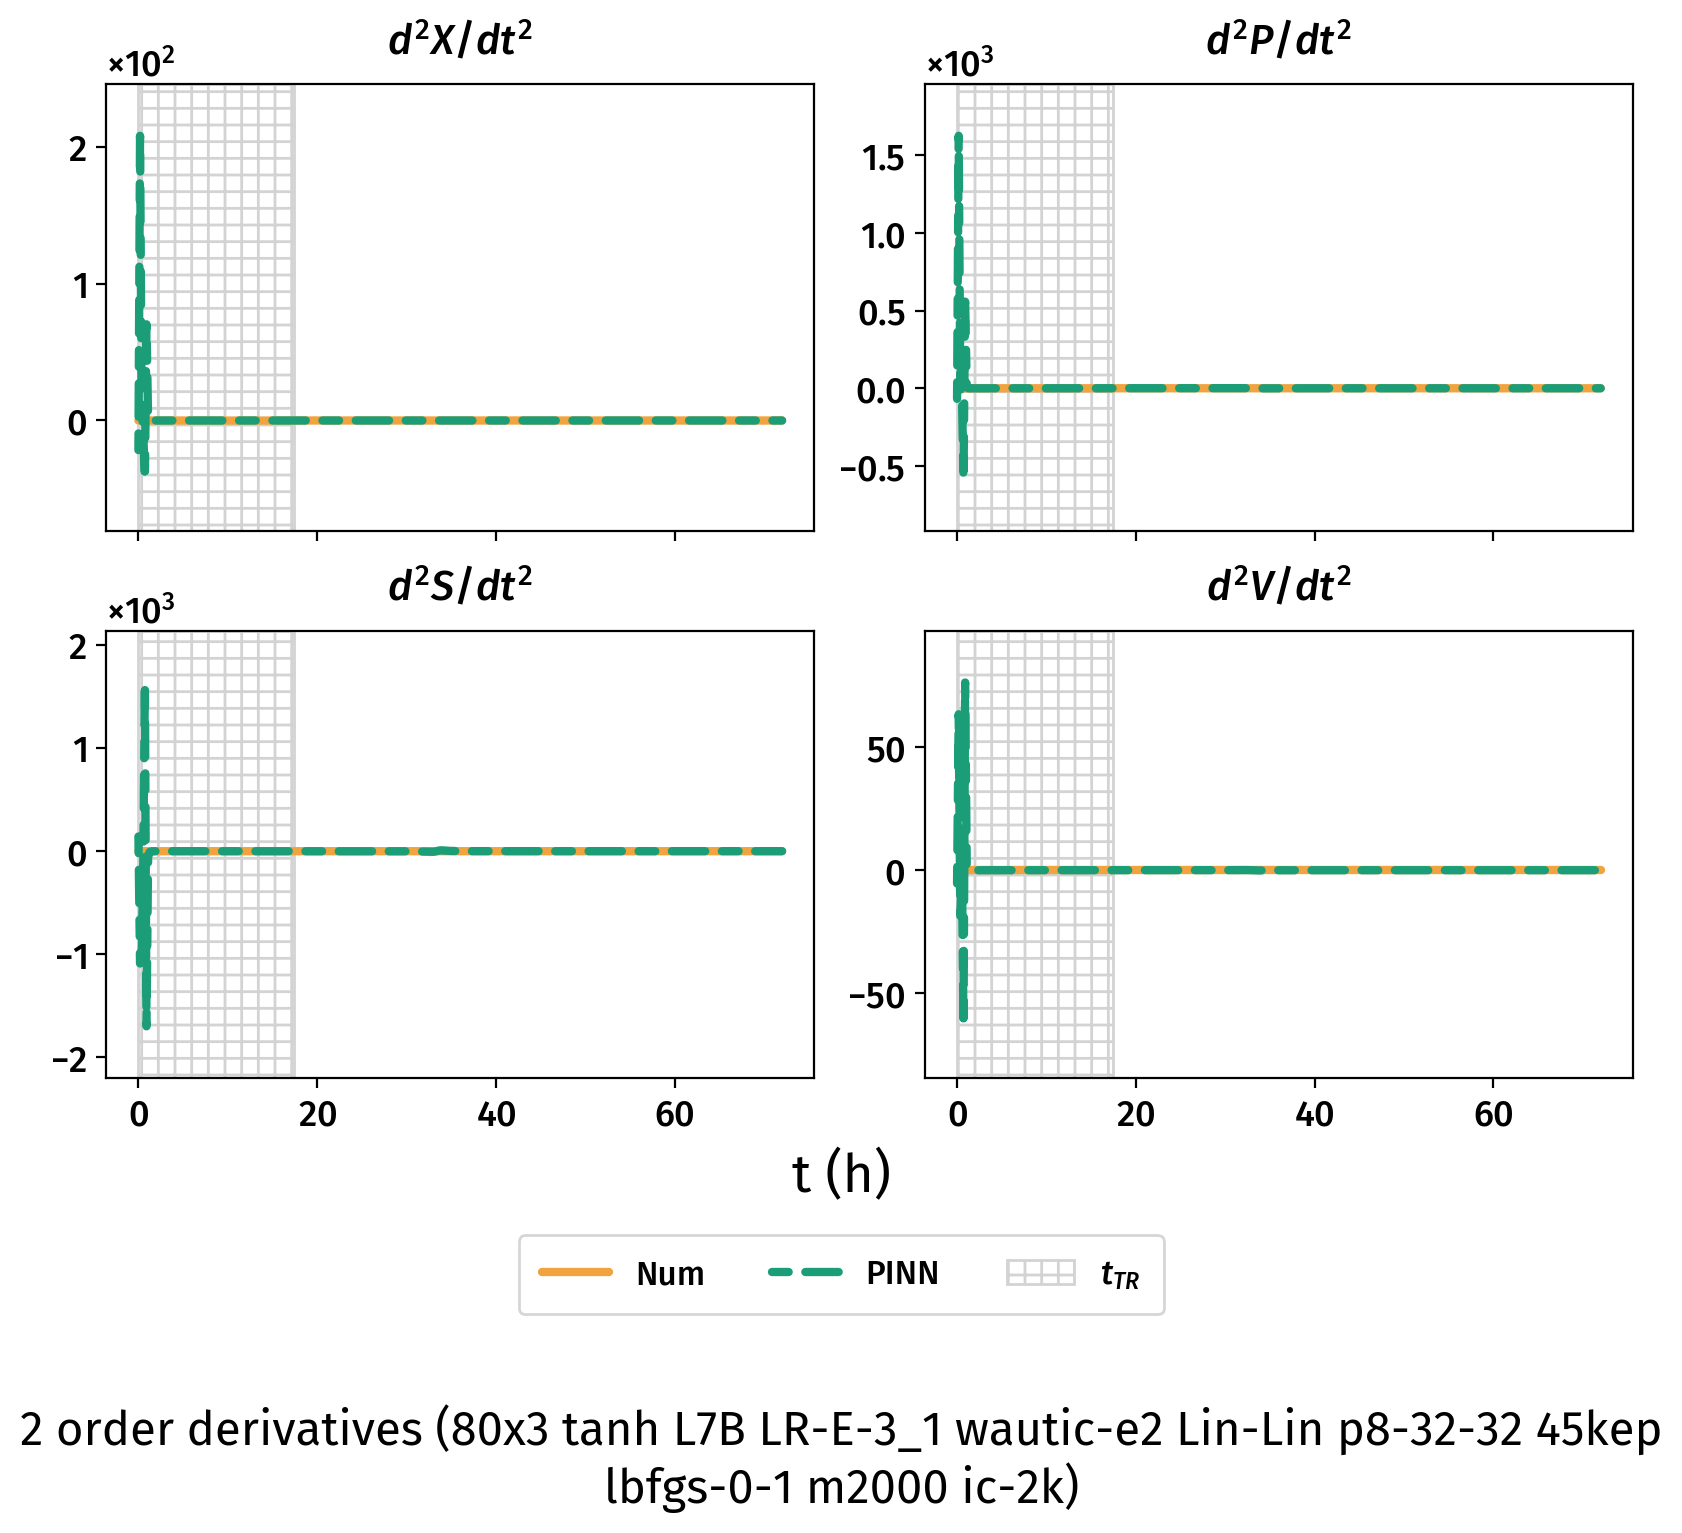 d²X/dt²
×10²
2
1
0
d²P/dt²
×10³
1.5
1.0
0.5
0.0
−0.5
d²S/dt²
×10³
2
1
0
−1
−2
0 20 40 60
d²V/dt²
50
0
−50
0 20 40 60
t (h)
Num PINN t_TR
2 order derivatives (80x3 tanh L7B LR-E-3_1 wautic-e2 Lin-Lin p8-32-32 45kep
lbfgs-0-1 m2000 ic-2k)